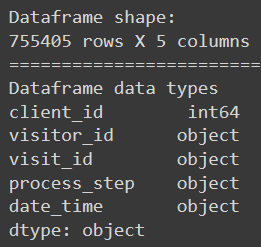 Dataframe shape:
755405 rows X 5 columns
=========================
Dataframe data types
client_id int64
visitor_id object
visit_id object
process_step object
date_time object
dtype: object